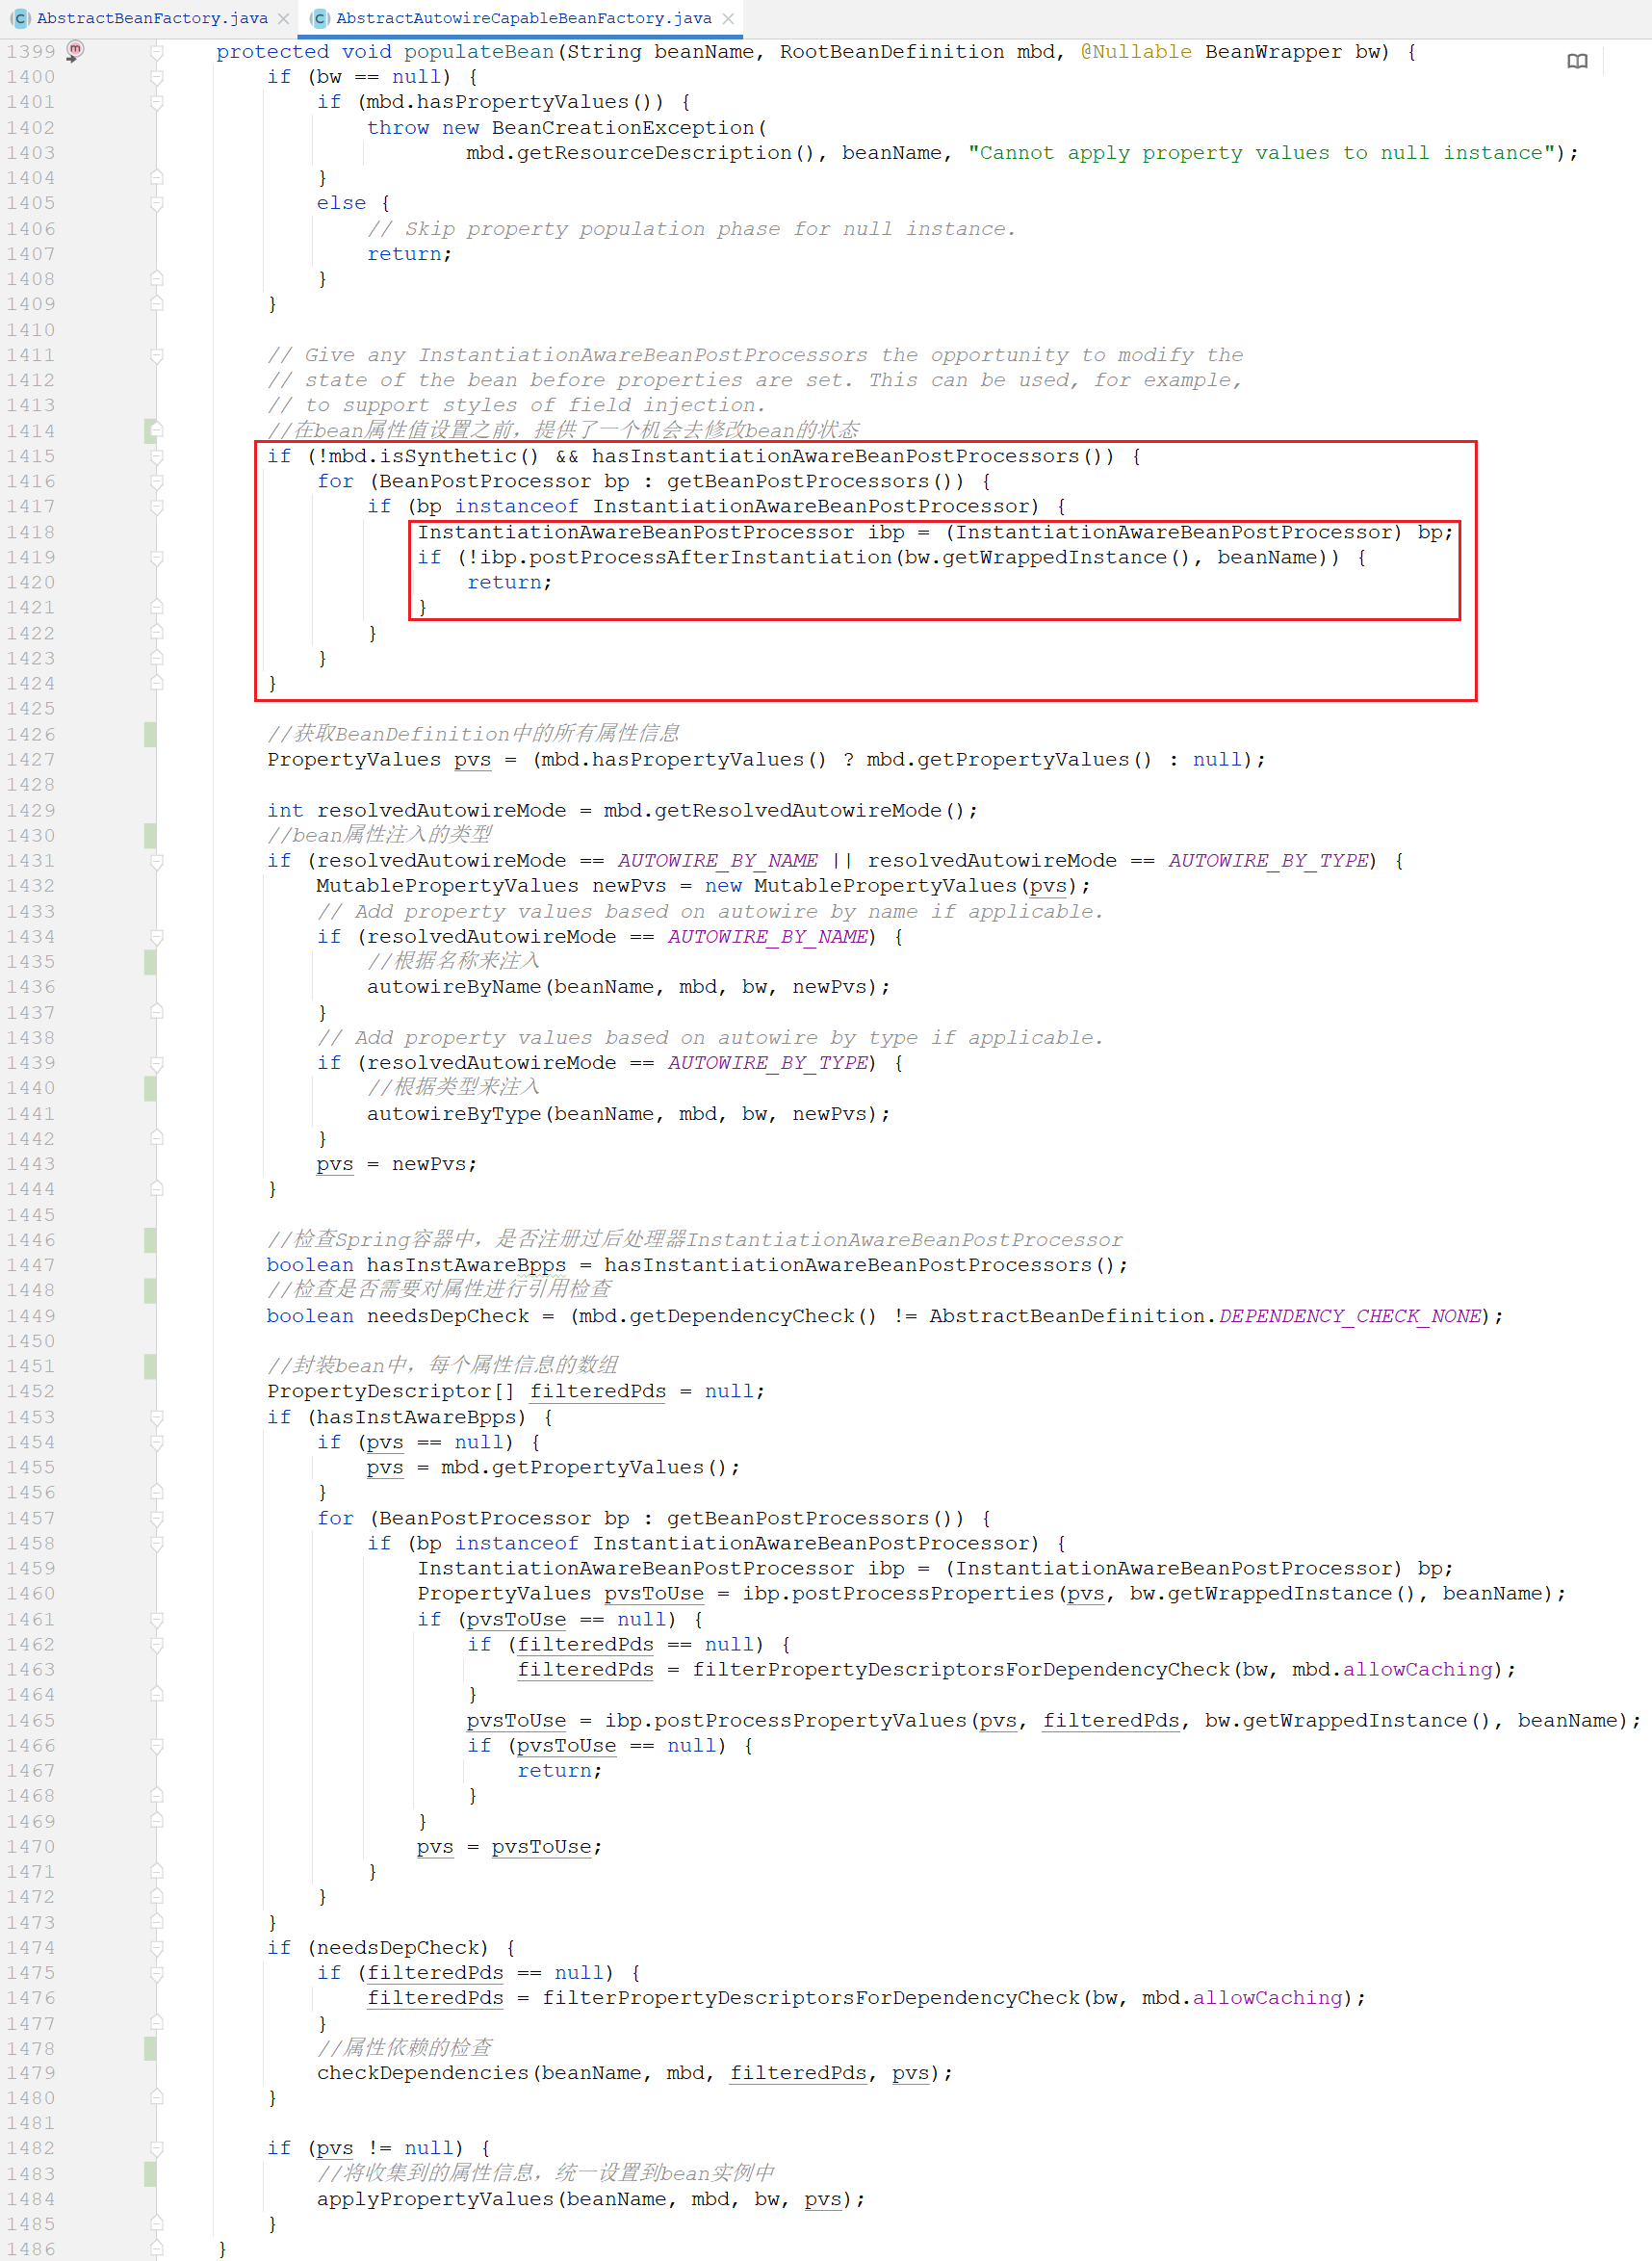 AbstractBeanFactory.java AbstractAutowireCapableBeanFactory.java
1399 protected void populateBean(String beanName, RootBeanDefinition mbd, @Nullable BeanWrapper bw) {
1400 if (bw == null) {
1401 if (mbd.hasPropertyValues()) {
1402 throw new BeanCreationException(
1403 mbd.getResourceDescription(), beanName, "Cannot apply property values to null instance");
1404 }
1405 else {
1406 // Skip property population phase for null instance.
1407 return;
1408 }
1409 }
1410
1411 // Give any InstantiationAwareBeanPostProcessors the opportunity to modify the
1412 // state of the bean before properties are set. This can be used, for example,
1413 // to support styles of field injection.
1414 //在bean属性值设置之前，提供了一个机会去修改bean的状态
1415 if (!mbd.isSynthetic() && hasInstantiationAwareBeanPostProcessors()) {
1416 for (BeanPostProcessor bp : getBeanPostProcessors()) {
1417 if (bp instanceof InstantiationAwareBeanPostProcessor) {
1418 InstantiationAwareBeanPostProcessor ibp = (InstantiationAwareBeanPostProcessor) bp;
1419 if (!ibp.postProcessAfterInstantiation(bw.getWrappedInstance(), beanName)) {
1420 return;
1421 }
1422 }
1423 }
1424 }
1425
1426 //获取BeanDefinition中的所有属性信息
1427 PropertyValues pvs = (mbd.hasPropertyValues() ? mbd.getPropertyValues() : null);
1428
1429 int resolvedAutowireMode = mbd.getResolvedAutowireMode();
1430 //bean属性注入的类型
1431 if (resolvedAutowireMode == AUTOWIRE_BY_NAME || resolvedAutowireMode == AUTOWIRE_BY_TYPE) {
1432 MutablePropertyValues newPvs = new MutablePropertyValues(pvs);
1433 // Add property values based on autowire by name if applicable.
1434 if (resolvedAutowireMode == AUTOWIRE_BY_NAME) {
1435 //根据名称来注入
1436 autowireByName(beanName, mbd, bw, newPvs);
1437 }
1438 // Add property values based on autowire by type if applicable.
1439 if (resolvedAutowireMode == AUTOWIRE_BY_TYPE) {
1440 //根据类型来注入
1441 autowireByType(beanName, mbd, bw, newPvs);
1442 }
1443 pvs = newPvs;
1444 }
1445
1446 //检查Spring容器中，是否注册过后处理器InstantiationAwareBeanPostProcessor
1447 boolean hasInstAwareBpps = hasInstantiationAwareBeanPostProcessors();
1448 //检查是否需要对属性进行引用检查
1449 boolean needsDepCheck = (mbd.getDependencyCheck() != AbstractBeanDefinition.DEPENDENCY_CHECK_NONE);
1450
1451 //封装bean中，每个属性信息的数组
1452 PropertyDescriptor[] filteredPds = null;
1453 if (hasInstAwareBpps) {
1454 if (pvs == null) {
1455 pvs = mbd.getPropertyValues();
1456 }
1457 for (BeanPostProcessor bp : getBeanPostProcessors()) {
1458 if (bp instanceof InstantiationAwareBeanPostProcessor) {
1459 InstantiationAwareBeanPostProcessor ibp = (InstantiationAwareBeanPostProcessor) bp;
1460 PropertyValues pvsToUse = ibp.postProcessProperties(pvs, bw.getWrappedInstance(), beanName);
1461 if (pvsToUse == null) {
1462 if (filteredPds == null) {
1463 filteredPds = filterPropertyDescriptorsForDependencyCheck(bw, mbd.allowCaching);
1464 }
1465 pvsToUse = ibp.postProcessPropertyValues(pvs, filteredPds, bw.getWrappedInstance(), beanName);
1466 if (pvsToUse == null) {
1467 return;
1468 }
1469 }
1470 pvs = pvsToUse;
1471 }
1472 }
1473 }
1474 if (needsDepCheck) {
1475 if (filteredPds == null) {
1476 filteredPds = filterPropertyDescriptorsForDependencyCheck(bw, mbd.allowCaching);
1477 }
1478 //属性依赖的检查
1479 checkDependencies(beanName, mbd, filteredPds, pvs);
1480 }
1481
1482 if (pvs != null) {
1483 //将收集到的属性信息，统一设置到bean实例中
1484 applyPropertyValues(beanName, mbd, bw, pvs);
1485 }
1486 }